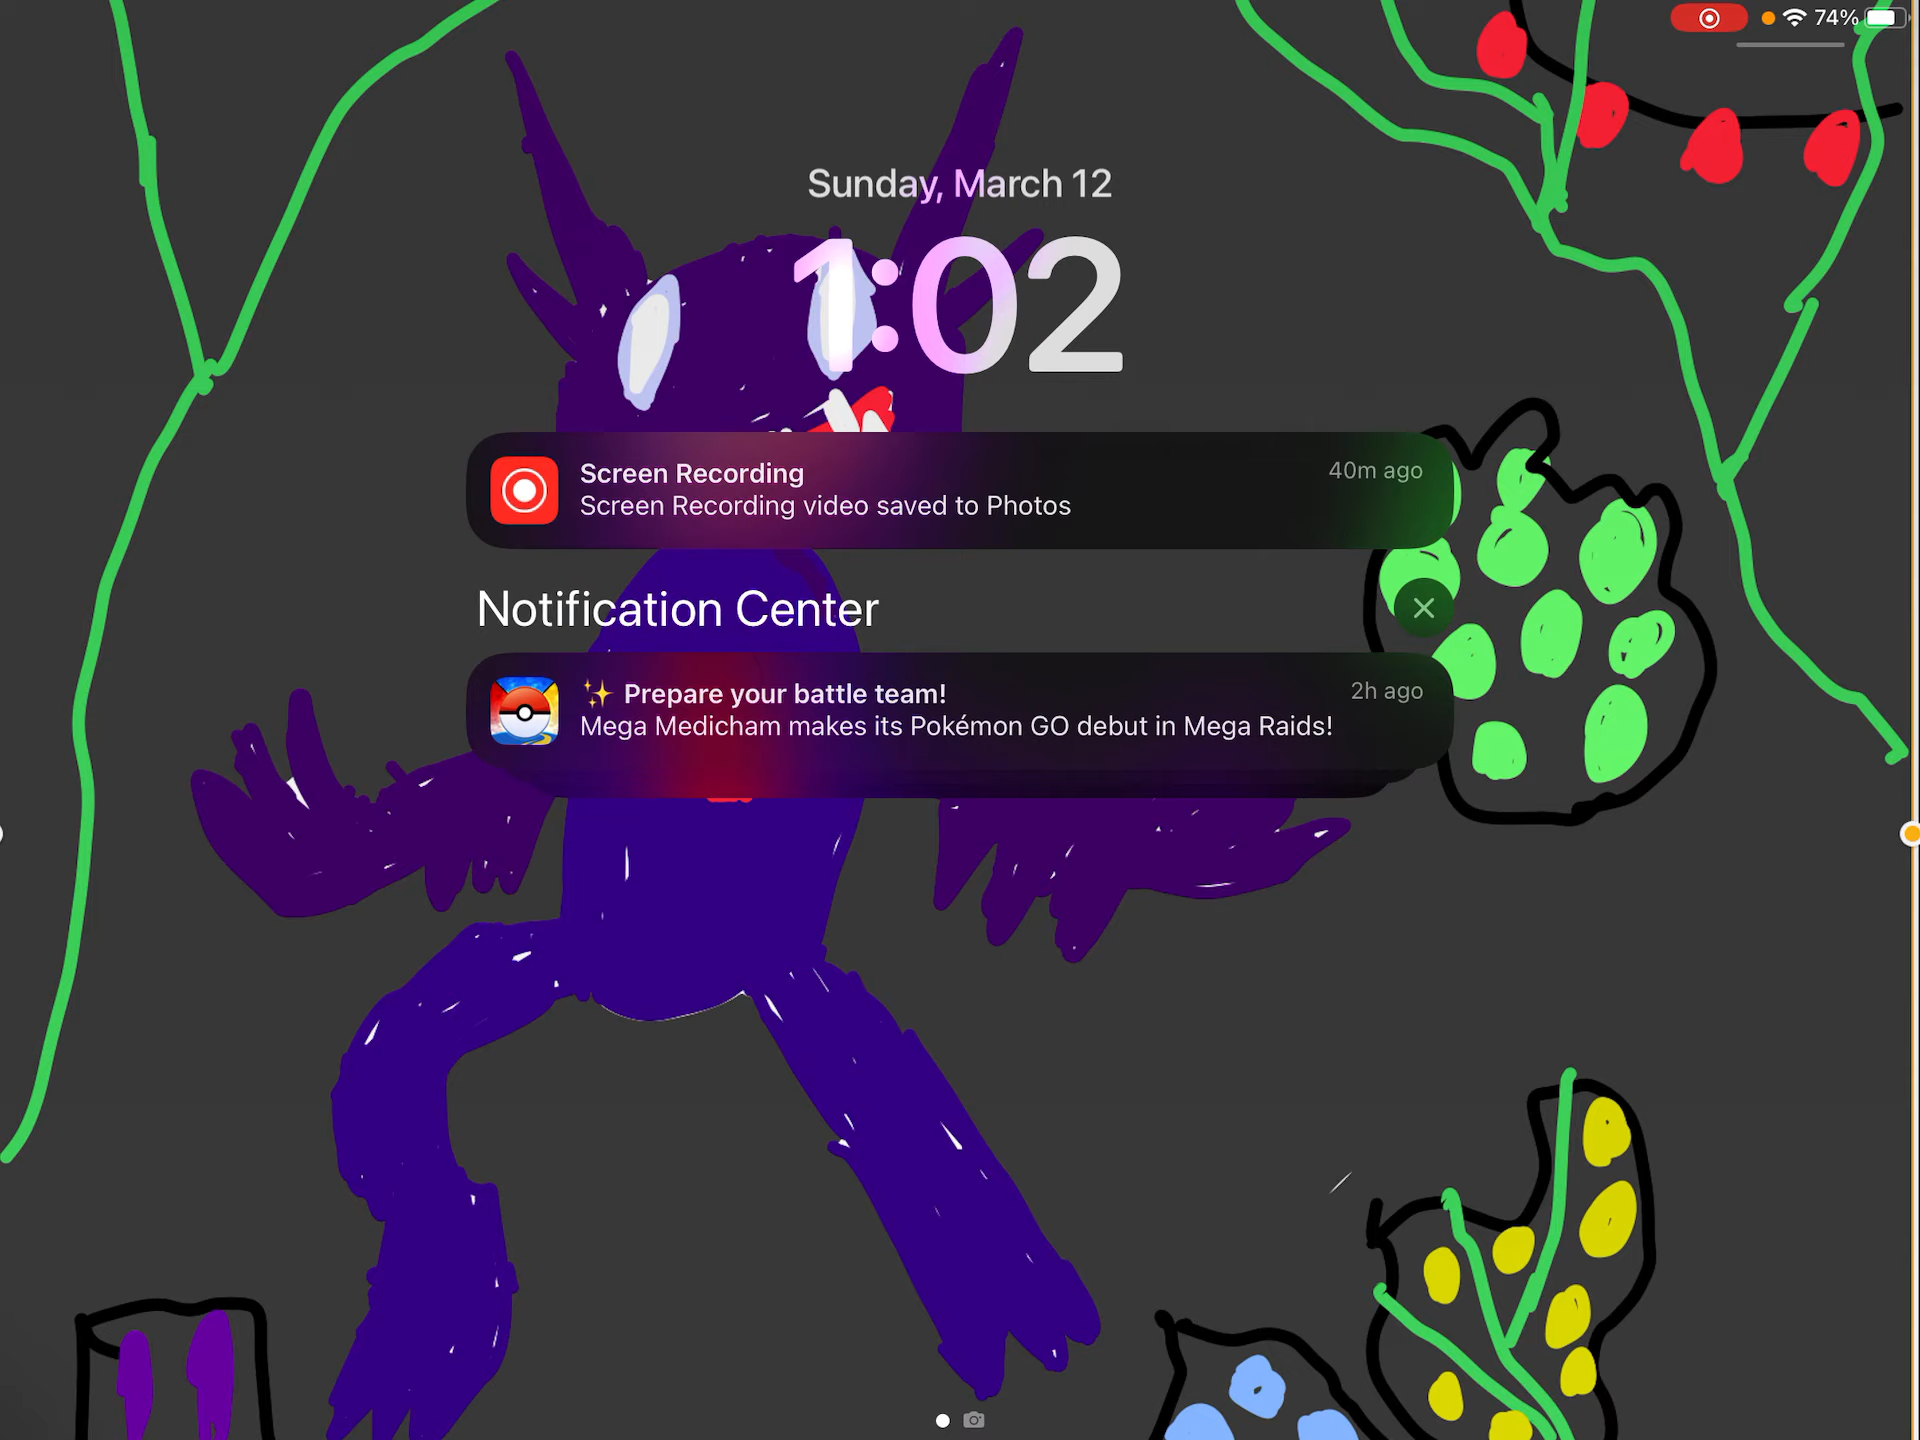 74%
Sunday, March 12
1:02
Screen Recording
40m ago
Screen Recording video saved to Photos
Notification Center
✨ Prepare your battle team!
2h ago
Mega Medicham makes its Pokémon GO debut in Mega Raids!